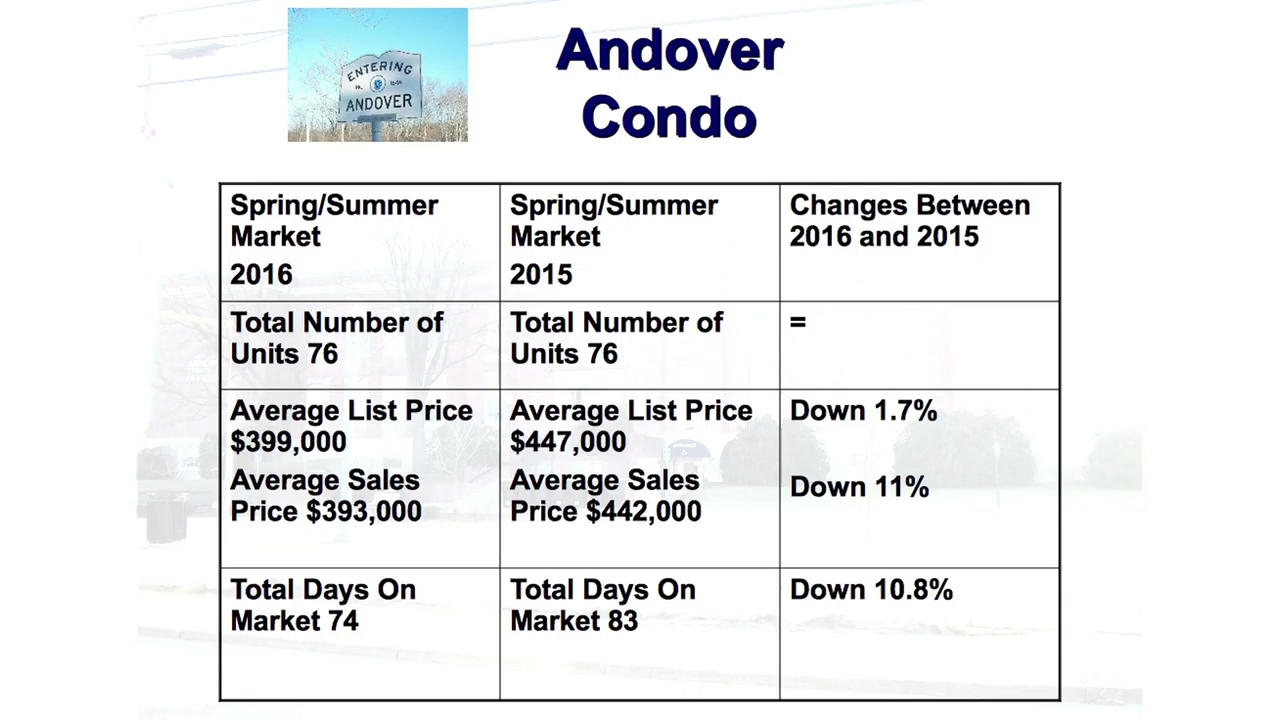 ENTERING
ANDOVER
Andover
Condo
Spring/Summer
Market
2016
Spring/Summer
Market
2015
Changes Between
2016 and 2015
Total Number of
Units 76
Total Number of
Units 76
=
Average List Price
$399,000
Average Sales
Price $393,000
Average List Price
$447,000
Average Sales
Price $442,000
Down 1.7%
Down 11%
Total Days On
Market 74
Total Days On
Market 83
Down 10.8%